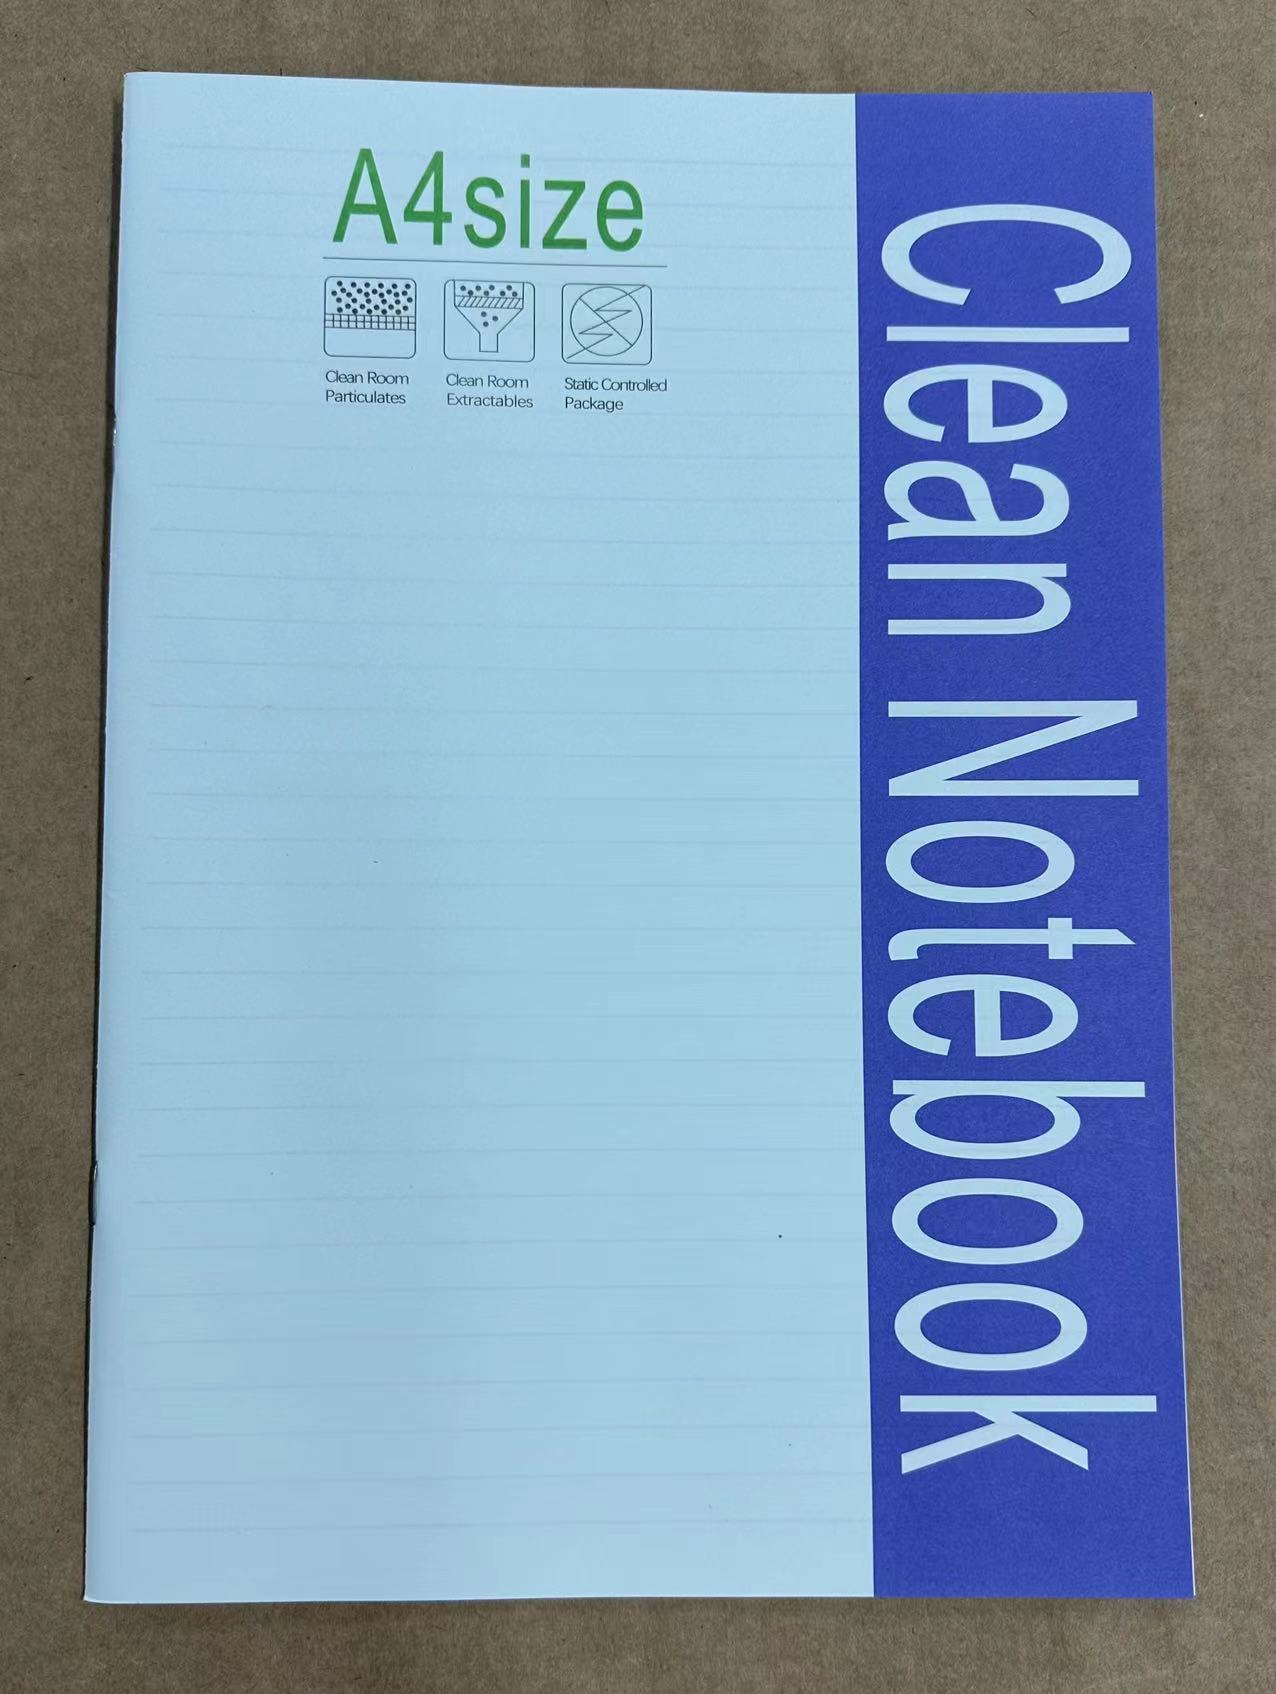 A4size
Clean Room
Particulates
Clean Room
Extractables
Static Controlled
Package
Clean Notebook